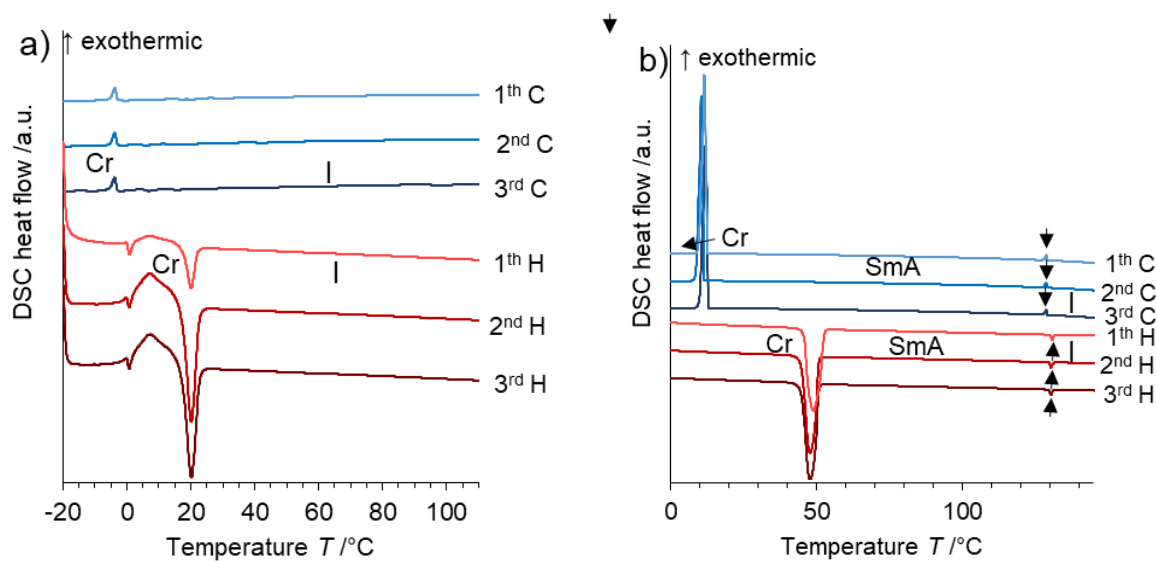 a)
↑ exothermic
1th C
2nd C
Cr
I
3rd C
1th H
Cr
I
2nd H
3rd H
DSC heat flow /a.u.
-20 0 20 40 60 80 100
Temperature T /°C
b)
↑ exothermic
Cr
SmA
1th C
2nd C
I
3rd C
1th H
Cr
SmA
I
2nd H
3rd H
DSC heat flow /a.u.
0 50 100
Temperature T /°C